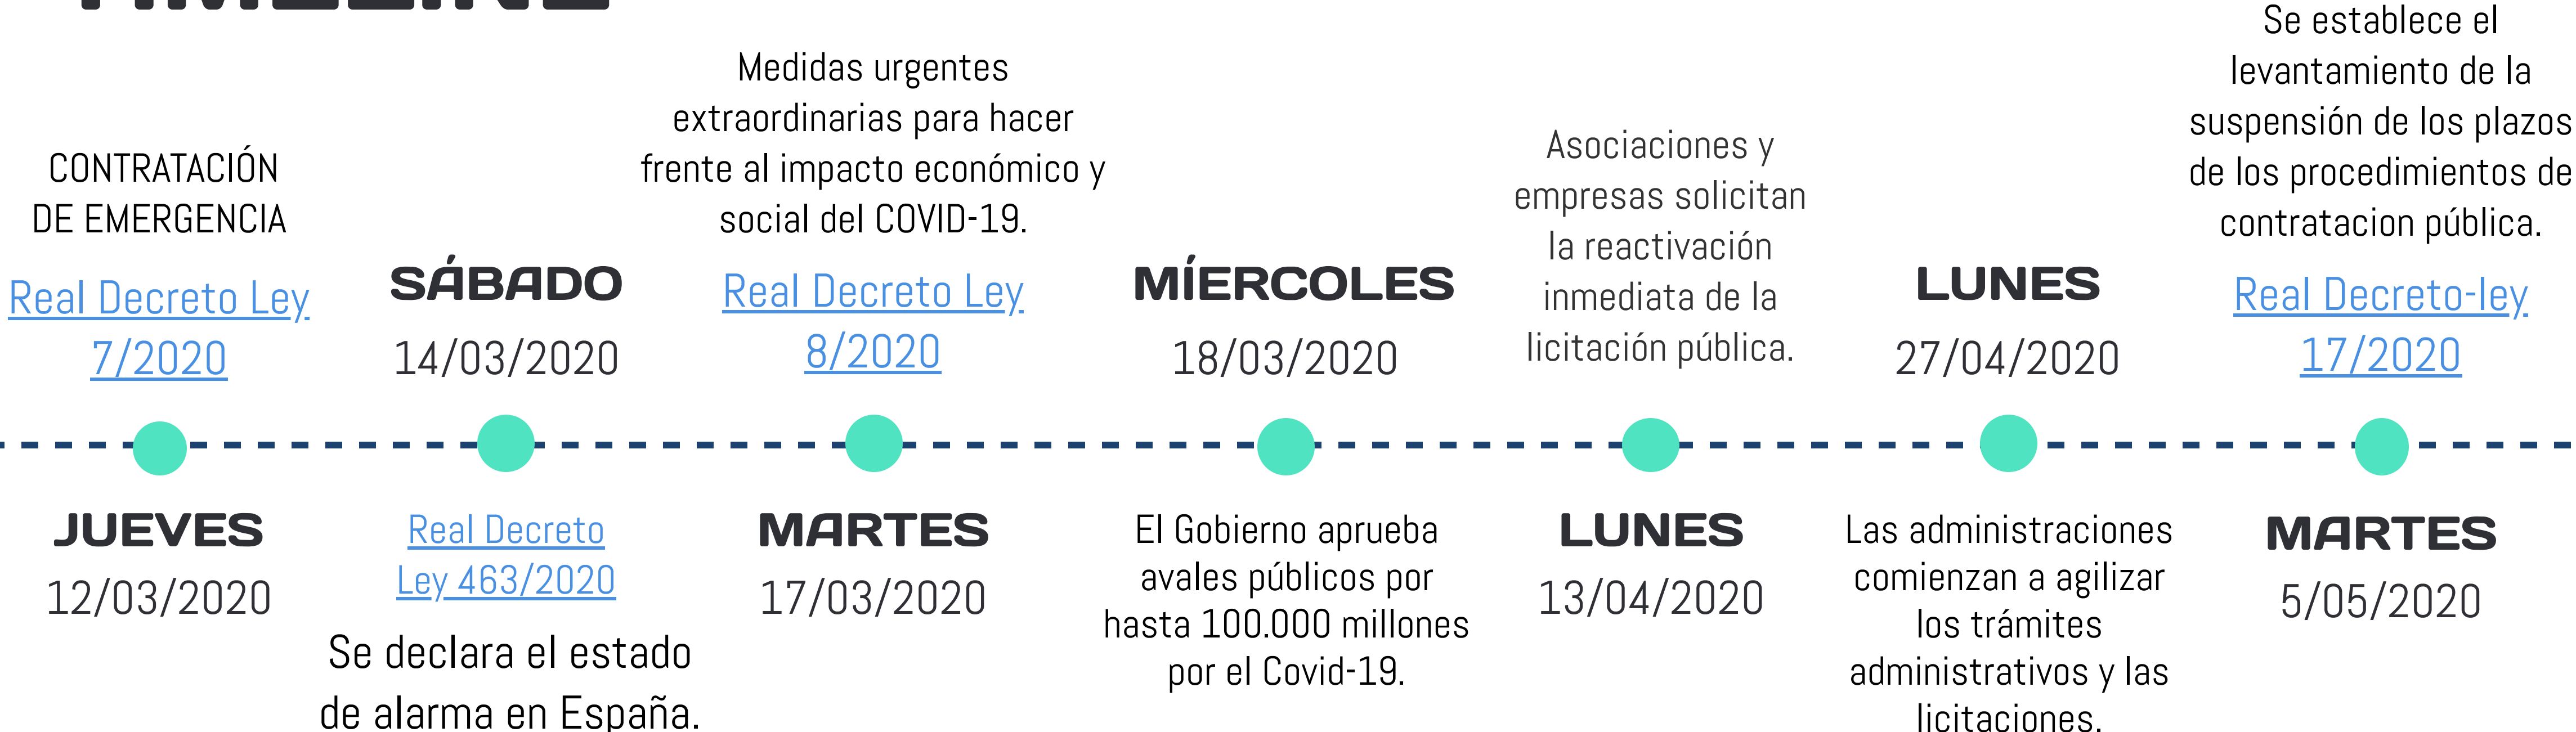 TIMELINE
CONTRATACIÓN
DE EMERGENCIA
Real Decreto Ley
7/2020
JUEVES
12/03/2020
SÁBADO
14/03/2020
Real Decreto
Ley 463/2020
Se declara el estado
de alarma en España.
Medidas urgentes
extraordinarias para hacer
frente al impacto económico y
social del COVID-19.
Real Decreto Ley
8/2020
MARTES
17/03/2020
MÍERCOLES
18/03/2020
El Gobierno aprueba
avales públicos por
hasta 100.000 millones
por el Covid-19.
Asociaciones y
empresas solicitan
la reactivación
inmediata de la
licitación pública.
LUNES
13/04/2020
LUNES
27/04/2020
Las administraciones
comienzan a agilizar
los trámites
administrativos y las
licitaciones.
Se establece el
levantamiento de la
suspensión de los plazos
de los procedimientos de
contratacion pública.
Real Decreto-ley
17/2020
MARTES
5/05/2020